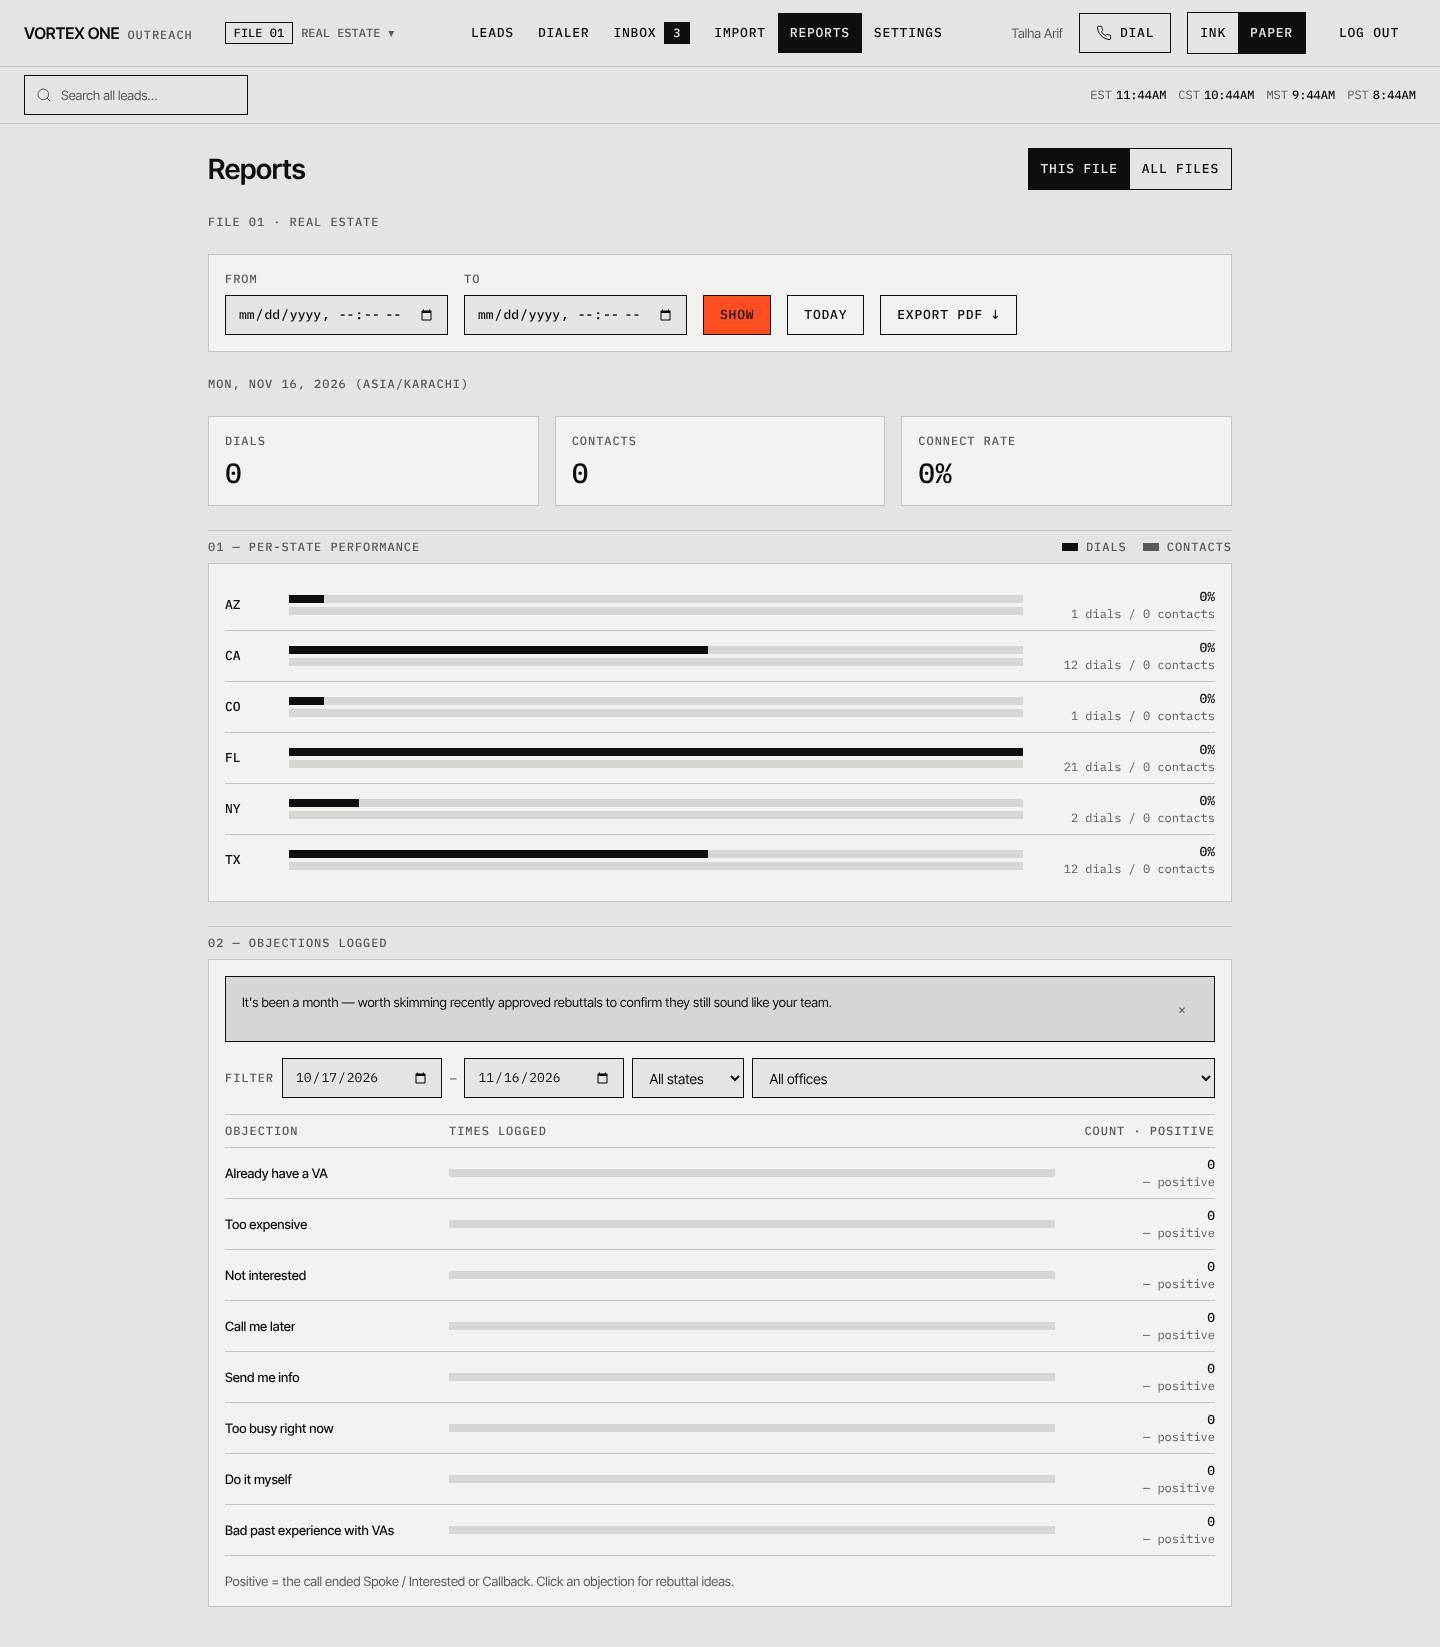 VORTEX ONE OUTREACH FILE 01 REAL ESTATE ▾ LEADS DIALER INBOX 3 IMPORT REPORTS SETTINGS Talha Arif DIAL INK PAPER LOG OUT
Search all leads... EST 11:44AM CST 10:44AM MST 9:44AM PST 8:44AM
Reports THIS FILE ALL FILES
FILE 01 · REAL ESTATE
FROM TO
mm/dd/yyyy, --:-- -- mm/dd/yyyy, --:-- -- SHOW TODAY EXPORT PDF ↓
MON, NOV 16, 2026 (ASIA/KARACHI)
DIALS CONTACTS CONNECT RATE
0 0 0%
01 — PER-STATE PERFORMANCE DIALS CONTACTS
AZ 0%
1 dials / 0 contacts
CA 0%
12 dials / 0 contacts
CO 0%
1 dials / 0 contacts
FL 0%
21 dials / 0 contacts
NY 0%
2 dials / 0 contacts
TX 0%
12 dials / 0 contacts
02 — OBJECTIONS LOGGED
It's been a month — worth skimming recently approved rebuttals to confirm they still sound like your team. ×
FILTER 10/17/2026 – 11/16/2026 All states All offices
OBJECTION TIMES LOGGED COUNT · POSITIVE
Already have a VA 0
— positive
Too expensive 0
— positive
Not interested 0
— positive
Call me later 0
— positive
Send me info 0
— positive
Too busy right now 0
— positive
Do it myself 0
— positive
Bad past experience with VAs 0
— positive
Positive = the call ended Spoke / Interested or Callback. Click an objection for rebuttal ideas.